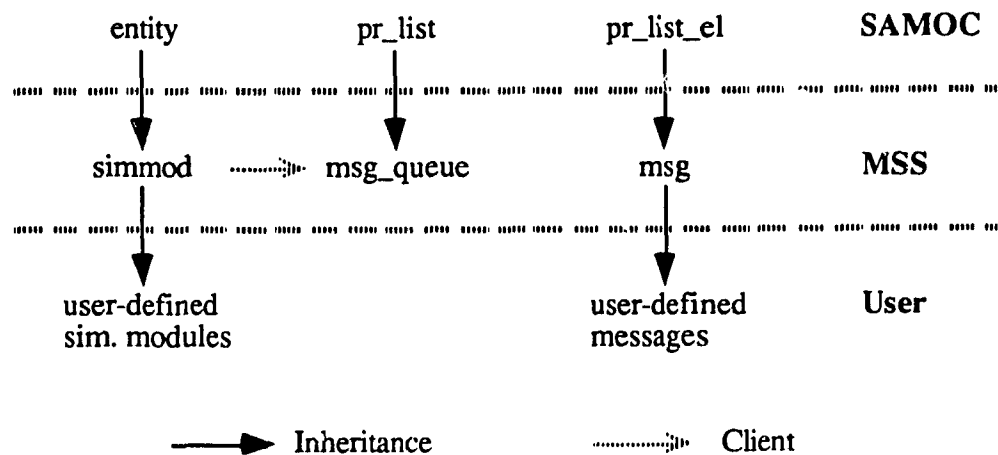 entity pr_list pr_list_el SAMOC
simmod msg_queue msg MSS
user-defined user-defined User
sim. modules messages
Inheritance Client